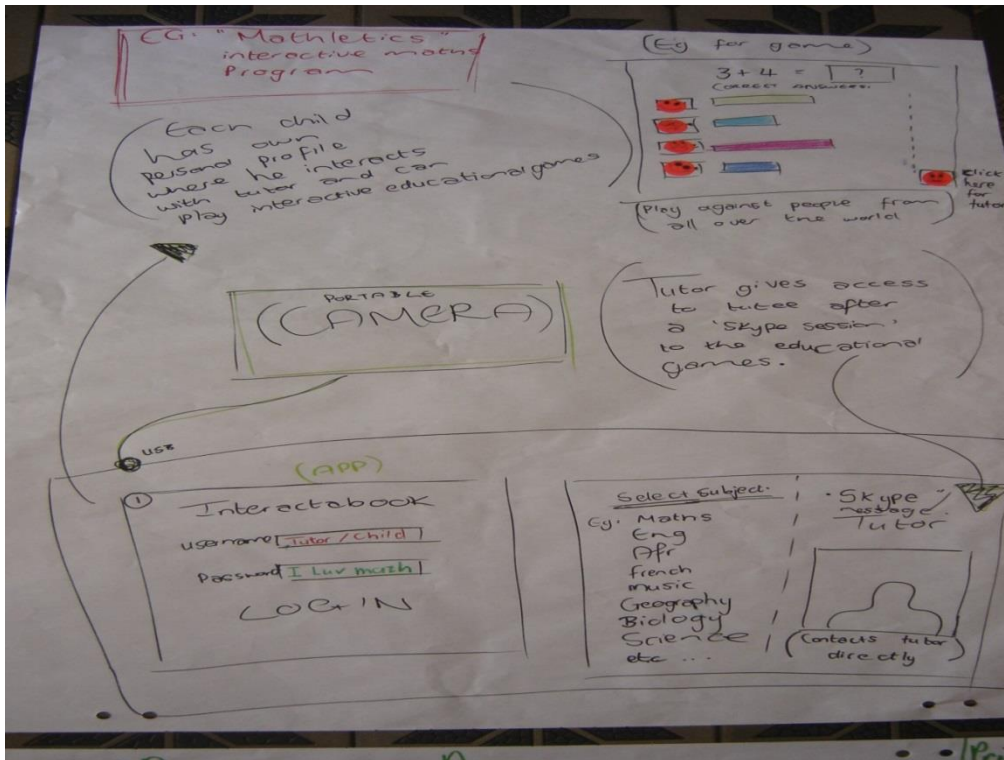 EG: "Mathletics"
interactive maths
Program
(Eg for game)
3 + 4 = ?
CORRECT ANSWERS:
click
here
for
tutor
(Play against people from
all over the world)
(Each child
has own
personal profile
where he interacts
with tutor and can
play interactive educational games)
PORTABLE
(CAMERA)
(Tutor gives access
to tutee after
a 'Skype session'
to the educational
games.)
USB
(APP)
1
Interactabook
username Tutor / Child
Password I Luv mazh
LOGIN
Select Subject.
Eg. Maths
Eng
Afr
french
music
Geography
Biology
Science
etc ...
"Skype"
message
Tutor
(Contacts tutor
directly)